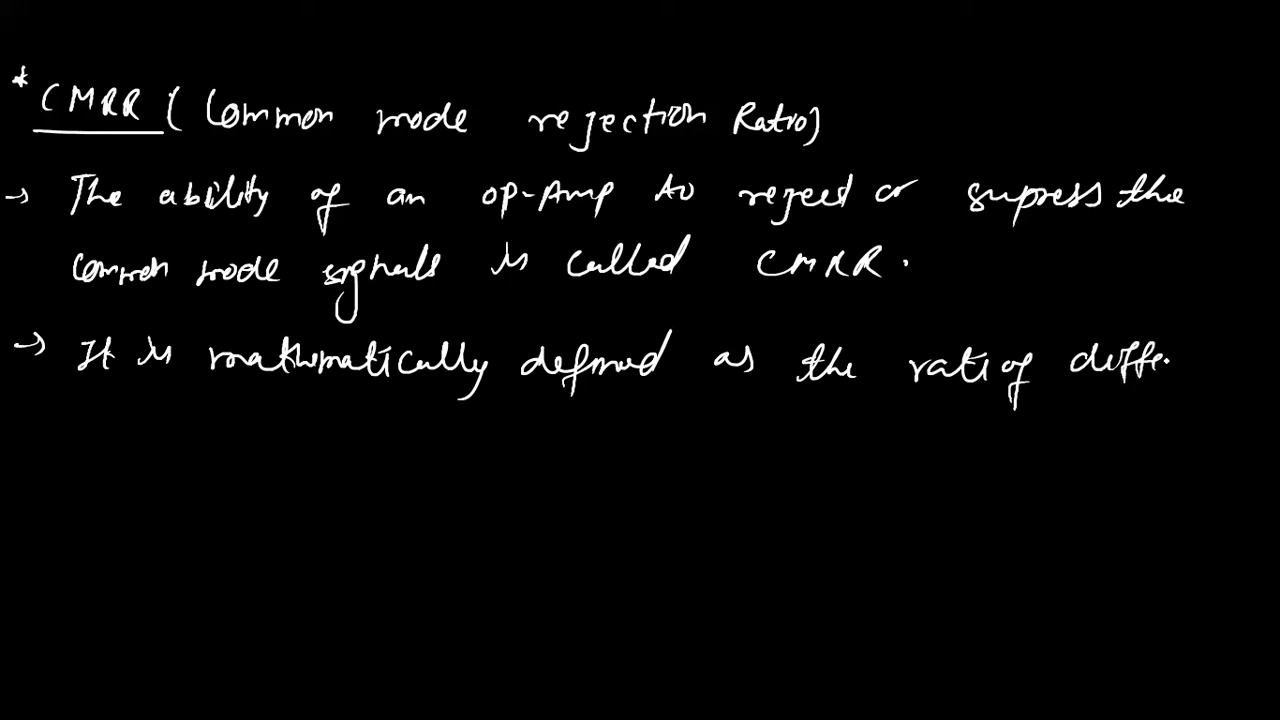 * CMRR (Common mode rejection Ratio)
→ The ability of an op-Amp to reject or supress the
common mode signals is called CMRR.
→ It is mathematically defined as the rati of diffe.